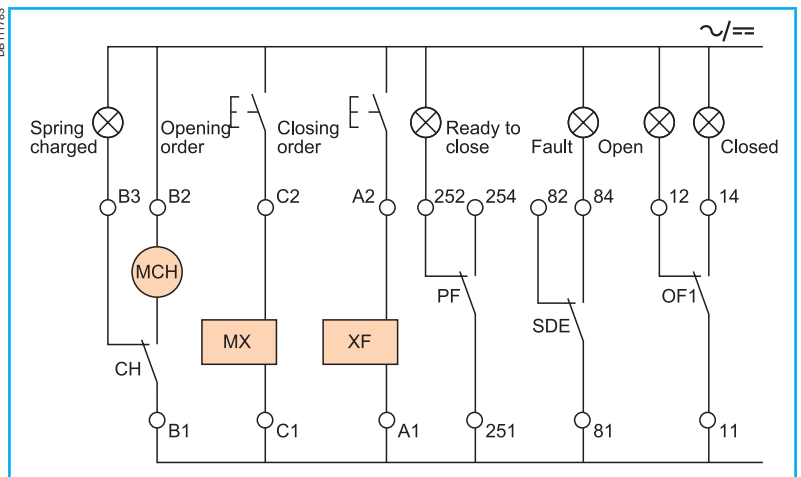 DB111783
~/==
Spring charged
Opening order
Closing order
Ready to close
Fault
Open
Closed
B3
B2
C2
A2
252
254
82
84
12
14
MCH
PF
OF1
SDE
MX
XF
CH
B1
C1
A1
251
81
11